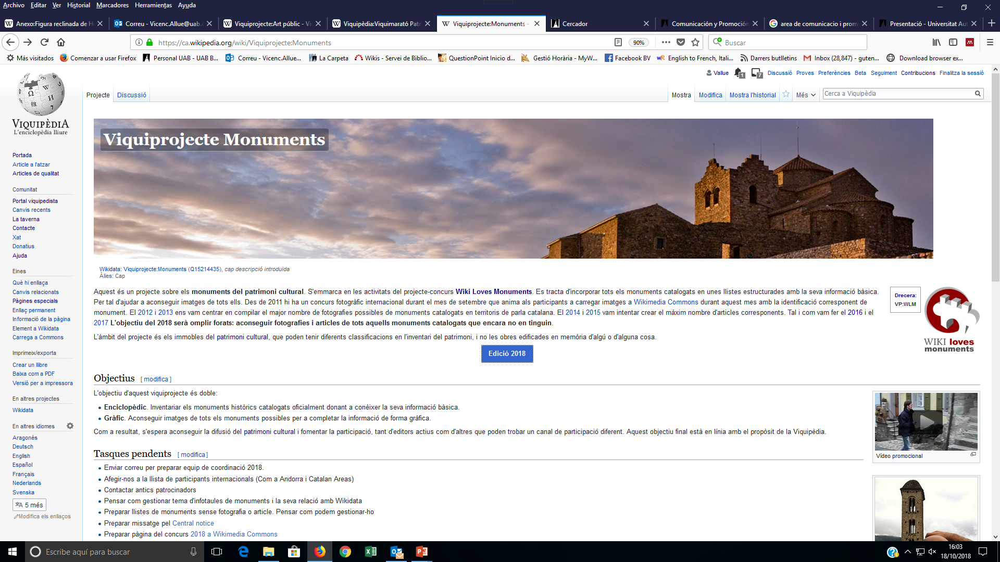 Archivo Editar Ver Historial Marcadores Herramientas Ayuda
Anexo:Figura reclinada de H
Correu - Vicenc.Allue@uab.
Viquiprojecte:Art públic - Vi
Viquipèdia:Viquimarató Pat
Viquiprojecte:Monuments -
Cercador
Comunicación y Promoción
area de comunicacio i prom
Presentació - Universitat Au
https://ca.wikipedia.org/wiki/Viquiprojecte:Monuments
90%
Buscar
Más visitados Comenzar a usar Firefox Personal UAB - UAB B... Correu - Vicenc.Allue... La Carpeta Wikis - Servei de Biblio... QuestionPoint Inicio d... Gestió Horària - MyW... Facebook BV English to French, Itali... Darrers butlletins Inbox (28,847) - guten... Download browser ex...
Vallue 1 7 Discussió Proves Preferències Beta Seguiment Contribucions Finalitza la sessió
Projecte Discussió Mostra Modifica Mostra l'historial Més Cerca a Viquipèdia
VIQUIPÈDIA
L'enciclopèdia lliure
Portada
Article a l'atzar
Articles de qualitat
Comunitat
Portal viquipedista
Canvis recents
La taverna
Contacte
Xat
Donatius
Ajuda
Eines
Què hi enllaça
Canvis relacionats
Pàgines especials
Enllaç permanent
Informació de la pàgina
Element a Wikidata
Carrega a Commons
Imprimeix/exporta
Crear un llibre
Baixa com a PDF
Versió per a impressora
En altres projectes
Wikidata
En altres idiomes
Aragonés
Deutsch
English
Español
Français
Nederlands
Svenska
5 més
Modifica els enllaços
Viquiprojecte Monuments
Wikidata: Viquiprojecte:Monuments (Q15214435), cap descripció introduïda
Àlies: Cap
Aquest és un projecte sobre els monuments del patrimoni cultural. S'emmarca en les activitats del projecte-concurs Wiki Loves Monuments. Es tracta d'incorporar tots els monuments catalogats en unes llistes estructurades amb la seva informació bàsica.
Per tal d'ajudar a aconseguir imatges de tots ells. Des de 2011 hi ha un concurs fotogràfic internacional durant el mes de setembre que anima als participants a carregar imatges a Wikimedia Commons durant aquest mes amb la identificació corresponent de
monument. El 2012 i 2013 ens vam centrar en compilar el major nombre de fotografies possibles de monuments catalogats en territoris de parla catalana. El 2014 i 2015 vam intentar crear el màxim nombre d'articles corresponents. Tal i com vam fer el 2016 i el
2017 L'objectiu del 2018 serà omplir forats: aconseguir fotografies i articles de tots aquells monuments catalogats que encara no en tinguin.
L'àmbit del projecte és els immobles del patrimoni cultural, que poden tenir diferents classificacions en l'inventari del patrimoni, i no les obres edificades en memòria d'algú o d'alguna cosa.
Drecera:
VP:WLM
WIKI loves
monuments
Edició 2018
Objectius [ modifica ]
L'objectiu d'aquest viquiprojecte és doble:
Enciclopèdic. Inventariar els monuments històrics catalogats oficialment donant a conèixer la seva informació bàsica.
Gràfic. Aconseguir imatges de tots els monuments possibles per a completar la informació de forma gràfica.
Com a resultat, s'espera aconseguir la difusió del patrimoni cultural i fomentar la participació, tant d'editors actius com d'altres que poden trobar un canal de participació diferent. Aquest objectiu final està en línia amb el propòsit de la Viquipèdia.
Vídeo promocional
Tasques pendents [ modifica ]
Enviar correu per preparar equip de coordinació 2018.
Afegir-nos a la llista de participants internacionals (Com a Andorra i Catalan Areas)
Contactar antics patrocinadors
Pensar com gestionar tema d'infotaules de monuments i la seva relació amb Wikidata
Preparar llistes de monuments sense fotografia o article. Pensar com podem gestionar-ho
Preparar missatge pel Central notice
Preparar pàgina del concurs 2018 a Wikimedia Commons
Escribe aquí para buscar
16:03
18/10/2018